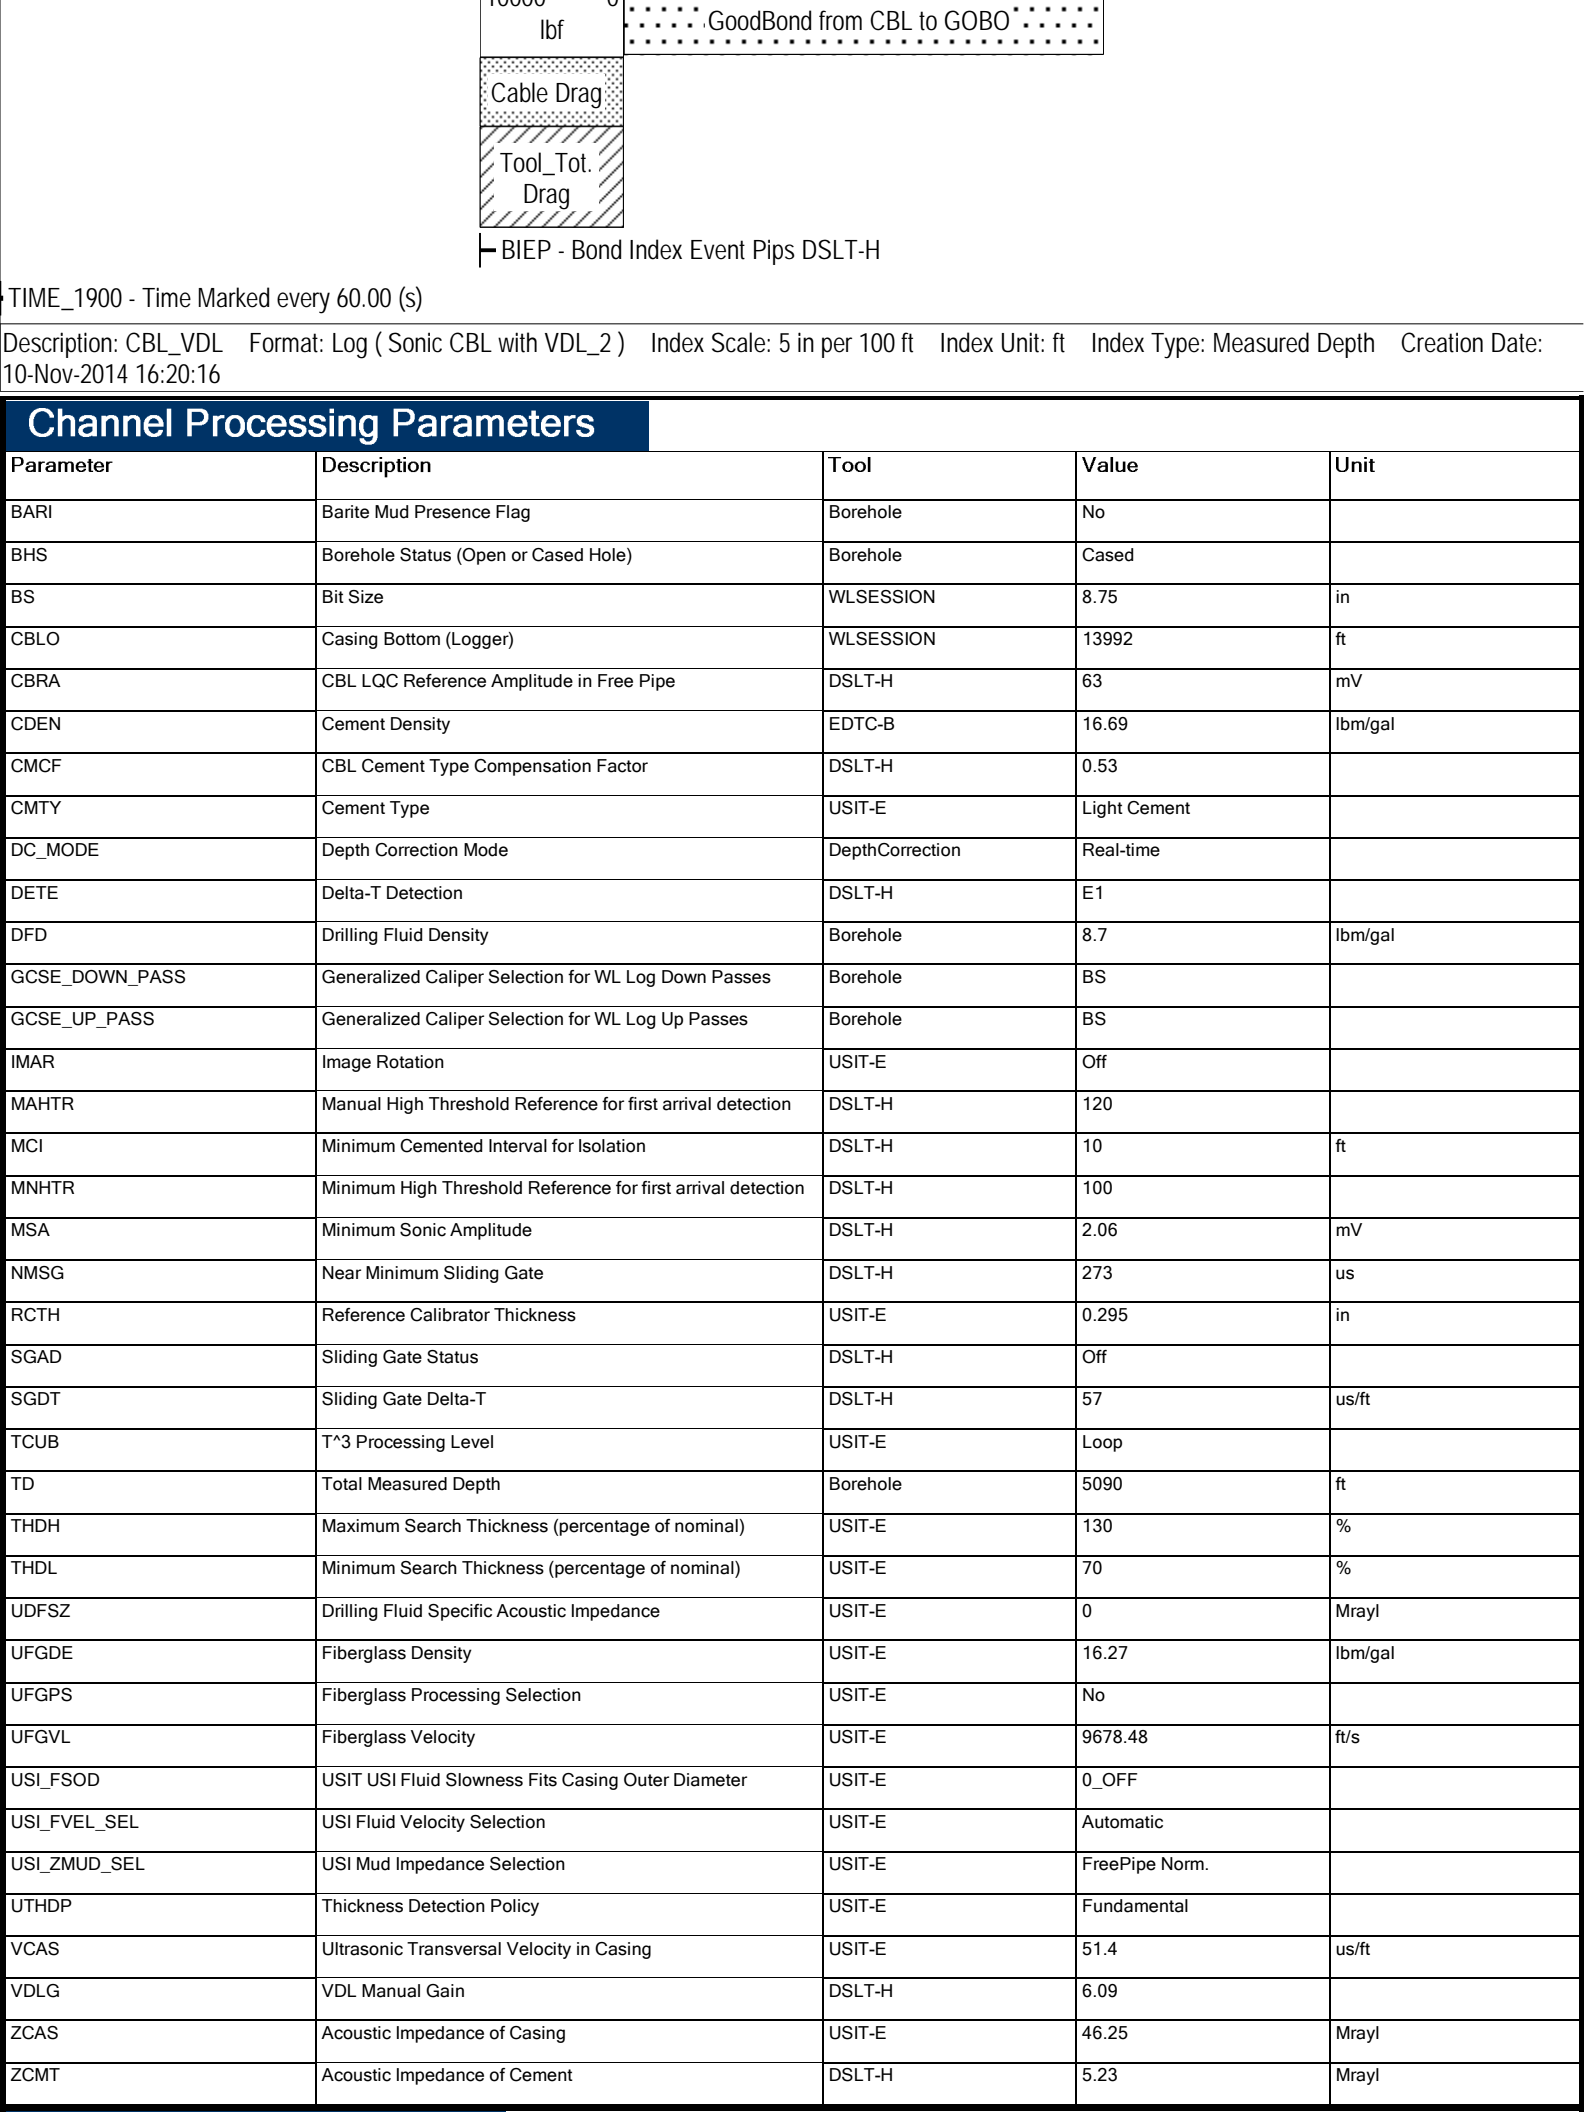 lbf
GoodBond from CBL to GOBO
Cable Drag
Tool_Tot.
Drag
BIEP - Bond Index Event Pips DSLT-H
TIME_1900 - Time Marked every 60.00 (s)
Description: CBL_VDL Format: Log ( Sonic CBL with VDL_2 ) Index Scale: 5 in per 100 ft Index Unit: ft Index Type: Measured Depth Creation Date:
10-Nov-2014 16:20:16
Channel Processing Parameters
Parameter Description Tool Value Unit
BARI Barite Mud Presence Flag Borehole No
BHS Borehole Status (Open or Cased Hole) Borehole Cased
BS Bit Size WLSESSION 8.75 in
CBLO Casing Bottom (Logger) WLSESSION 13992 ft
CBRA CBL LQC Reference Amplitude in Free Pipe DSLT-H 63 mV
CDEN Cement Density EDTC-B 16.69 lbm/gal
CMCF CBL Cement Type Compensation Factor DSLT-H 0.53
CMTY Cement Type USIT-E Light Cement
DC_MODE Depth Correction Mode DepthCorrection Real-time
DETE Delta-T Detection DSLT-H E1
DFD Drilling Fluid Density Borehole 8.7 lbm/gal
GCSE_DOWN_PASS Generalized Caliper Selection for WL Log Down Passes Borehole BS
GCSE_UP_PASS Generalized Caliper Selection for WL Log Up Passes Borehole BS
IMAR Image Rotation USIT-E Off
MAHTR Manual High Threshold Reference for first arrival detection DSLT-H 120
MCI Minimum Cemented Interval for Isolation DSLT-H 10 ft
MNHTR Minimum High Threshold Reference for first arrival detection DSLT-H 100
MSA Minimum Sonic Amplitude DSLT-H 2.06 mV
NMSG Near Minimum Sliding Gate DSLT-H 273 us
RCTH Reference Calibrator Thickness USIT-E 0.295 in
SGAD Sliding Gate Status DSLT-H Off
SGDT Sliding Gate Delta-T DSLT-H 57 us/ft
TCUB T^3 Processing Level USIT-E Loop
TD Total Measured Depth Borehole 5090 ft
THDH Maximum Search Thickness (percentage of nominal) USIT-E 130 %
THDL Minimum Search Thickness (percentage of nominal) USIT-E 70 %
UDFSZ Drilling Fluid Specific Acoustic Impedance USIT-E 0 Mrayl
UFGDE Fiberglass Density USIT-E 16.27 lbm/gal
UFGPS Fiberglass Processing Selection USIT-E No
UFGVL Fiberglass Velocity USIT-E 9678.48 ft/s
USI_FSOD USIT USI Fluid Slowness Fits Casing Outer Diameter USIT-E 0_OFF
USI_FVEL_SEL USI Fluid Velocity Selection USIT-E Automatic
USI_ZMUD_SEL USI Mud Impedance Selection USIT-E FreePipe Norm.
UTHDP Thickness Detection Policy USIT-E Fundamental
VCAS Ultrasonic Transversal Velocity in Casing USIT-E 51.4 us/ft
VDLG VDL Manual Gain DSLT-H 6.09
ZCAS Acoustic Impedance of Casing USIT-E 46.25 Mrayl
ZCMT Acoustic Impedance of Cement DSLT-H 5.23 Mrayl